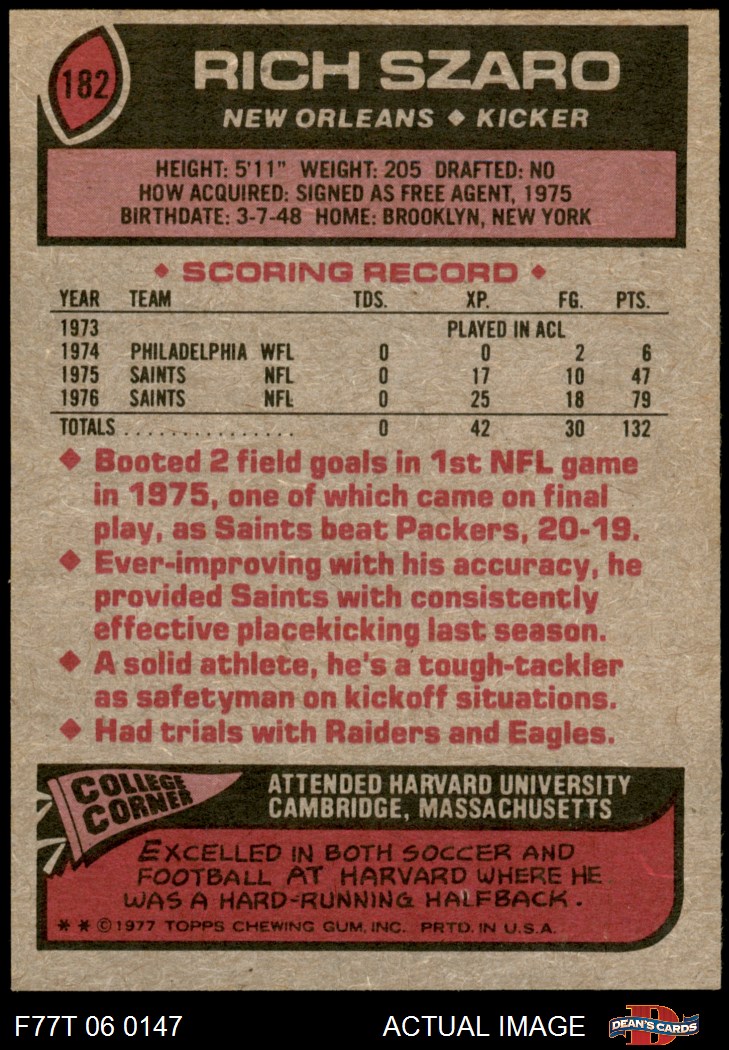 182
RICH SZARO
NEW ORLEANS ♦ KICKER
HEIGHT: 5'11" WEIGHT: 205 DRAFTED: NO
HOW ACQUIRED: SIGNED AS FREE AGENT, 1975
BIRTHDATE: 3-7-48 HOME: BROOKLYN, NEW YORK
♦ SCORING RECORD ♦
YEAR TEAM TDS. XP. FG. PTS.
1973 PLAYED IN ACL
1974 PHILADELPHIA WFL 0 0 2 6
1975 SAINTS NFL 0 17 10 47
1976 SAINTS NFL 0 25 18 79
TOTALS ............... 0 42 30 132
♦ Booted 2 field goals in 1st NFL game
in 1975, one of which came on final
play, as Saints beat Packers, 20-19.
♦ Ever-improving with his accuracy, he
provided Saints with consistently
effective placekicking last season.
♦ A solid athlete, he's a tough-tackler
as safetyman on kickoff situations.
♦ Had trials with Raiders and Eagles.
COLLEGE
CORNER
ATTENDED HARVARD UNIVERSITY
CAMBRIDGE, MASSACHUSETTS
EXCELLED IN BOTH SOCCER AND
FOOTBALL AT HARVARD WHERE HE
WAS A HARD-RUNNING HALFBACK.
* * ©1977 TOPPS CHEWING GUM, INC. PRTD. IN U.S.A.
F77T 06 0147 ACTUAL IMAGE
D
DEAN'S CARDS